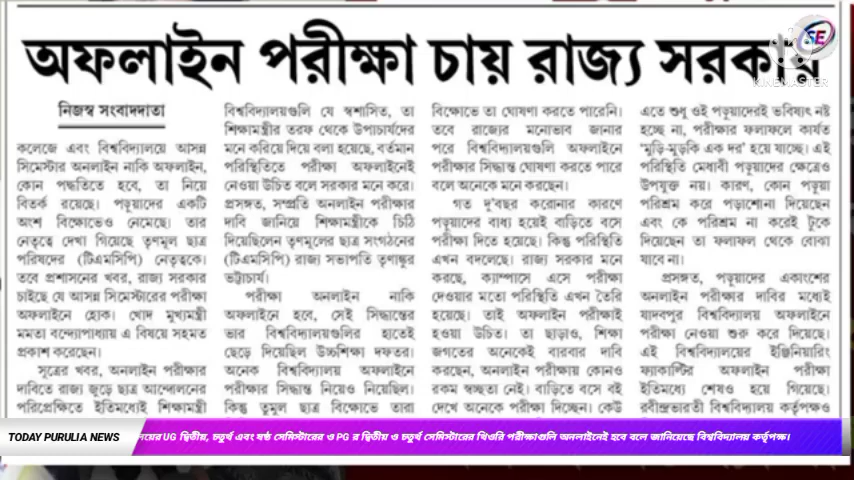 অফলাইন পরীক্ষা চায় রাজ্য সরকার
SE
KINEMASTER
নিজস্ব সংবাদদাতা
কলেজে এবং বিশ্ববিদ্যালয়ে আসন্ন
সিমেস্টার অনলাইন নাকি অফলাইন,
কোন পদ্ধতিতে হবে, তা নিয়ে
বিতর্ক রয়েছে। পড়ুয়াদের একটি
অংশ বিক্ষোভেও নেমেছে। তার
নেতৃত্বে দেখা গিয়েছে তৃণমূল ছাত্র
পরিষদের (টিএমসিপি) নেতৃত্বকে।
তবে প্রশাসনের খবর, রাজ্য সরকার
চাইছে যে আসন্ন সিমেস্টারের পরীক্ষা
অফলাইনে হোক। খোদ মুখ্যমন্ত্রী
মমতা বন্দ্যোপাধ্যায় এ বিষয়ে সহমত
প্রকাশ করেছেন।
সূত্রের খবর, অনলাইন পরীক্ষার
দাবিতে রাজ্য জুড়ে ছাত্র আন্দোলনের
পরিপ্রেক্ষিতে ইতিমধ্যেই শিক্ষামন্ত্রী
বিশ্ববিদ্যালয়গুলি যে স্বশাসিত, তা
শিক্ষামন্ত্রীর তরফ থেকে উপাচার্যদের
মনে করিয়ে দিয়ে বলা হয়েছে, বর্তমান
পরিস্থিতিতে পরীক্ষা অফলাইনেই
নেওয়া উচিত বলে সরকার মনে করে।
প্রসঙ্গত, সম্প্রতি অনলাইন পরীক্ষার
দাবি জানিয়ে শিক্ষামন্ত্রীকে চিঠি
দিয়েছিলেন তৃণমূলের ছাত্র সংগঠনের
(টিএমসিপি) রাজ্য সভাপতি তৃণাঙ্কুর
ভট্টাচার্য।
পরীক্ষা অনলাইন নাকি
অফলাইনে হবে, সেই সিদ্ধান্তের
ভার বিশ্ববিদ্যালয়গুলির হাতেই
ছেড়ে দিয়েছিল উচ্চশিক্ষা দফতর।
অনেক বিশ্ববিদ্যালয় অফলাইনে
পরীক্ষার সিদ্ধান্ত নিয়েও নিয়েছিল।
কিন্তু তুমুল ছাত্র বিক্ষোভে তারা
বিক্ষোভে তা ঘোষণা করতে পারেনি।
তবে রাজ্যের মনোভাব জানার
পরে বিশ্ববিদ্যালয়গুলি অফলাইনে
পরীক্ষার সিদ্ধান্ত ঘোষণা করতে পারে
বলে অনেকে মনে করছেন।
গত দু'বছর করোনার কারণে
পড়ুয়াদের বাধ্য হয়েই বাড়িতে বসে
পরীক্ষা দিতে হয়েছে। কিন্তু পরিস্থিতি
এখন বদলেছে। রাজ্য সরকার মনে
করছে, ক্যাম্পাসে এসে পরীক্ষা
দেওয়ার মতো পরিস্থিতি এখন তৈরি
হয়েছে। তাই অফলাইন পরীক্ষাই
হওয়া উচিত। তা ছাড়াও, শিক্ষা
জগতের অনেকেই বারবার দাবি
করছেন, অনলাইন পরীক্ষায় কোনও
রকম স্বচ্ছতা নেই। বাড়িতে বসে বই
দেখে অনেকে পরীক্ষা দিচ্ছেন। কেউ
এতে শুধু ওই পড়ুয়াদেরই ভবিষ্যৎ নষ্ট
হচ্ছে না, পরীক্ষার ফলাফলে কার্যত
'মুড়ি-মুড়কি এক দর' হয়ে যাচ্ছে। এই
পরিস্থিতি মেধাবী পড়ুয়াদের ক্ষেত্রেও
উপযুক্ত নয়। কারণ, কোন পড়ুয়া
পরিশ্রম করে পড়াশোনা দিয়েছেন
এবং কে পরিশ্রম না করেই টুকে
দিয়েছেন তা ফলাফল থেকে বোঝা
যাবে না।
প্রসঙ্গত, পড়ুয়াদের একাংশের
অনলাইন পরীক্ষার দাবির মধ্যেই
যাদবপুর বিশ্ববিদ্যালয় অফলাইনে
পরীক্ষা নেওয়া শুরু করে দিয়েছে।
এই বিশ্ববিদ্যালয়ের ইঞ্জিনিয়ারিং
ফ্যাকাল্টির অফলাইন পরীক্ষা
ইতিমধ্যে শেষও হয়ে গিয়েছে।
রবীন্দ্রভারতী বিশ্ববিদ্যালয় কর্তৃপক্ষও
TODAY PURULIA NEWS
লয়ের UG দ্বিতীয়, চতুর্থ এবং ষষ্ঠ সেমিস্টারের ও PG র দ্বিতীয় ও চতুর্থ সেমিস্টারের থিওরি পরীক্ষাগুলি অনলাইনেই হবে বলে জানিয়েছে বিশ্ববিদ্যালয় কর্তৃপক্ষ।